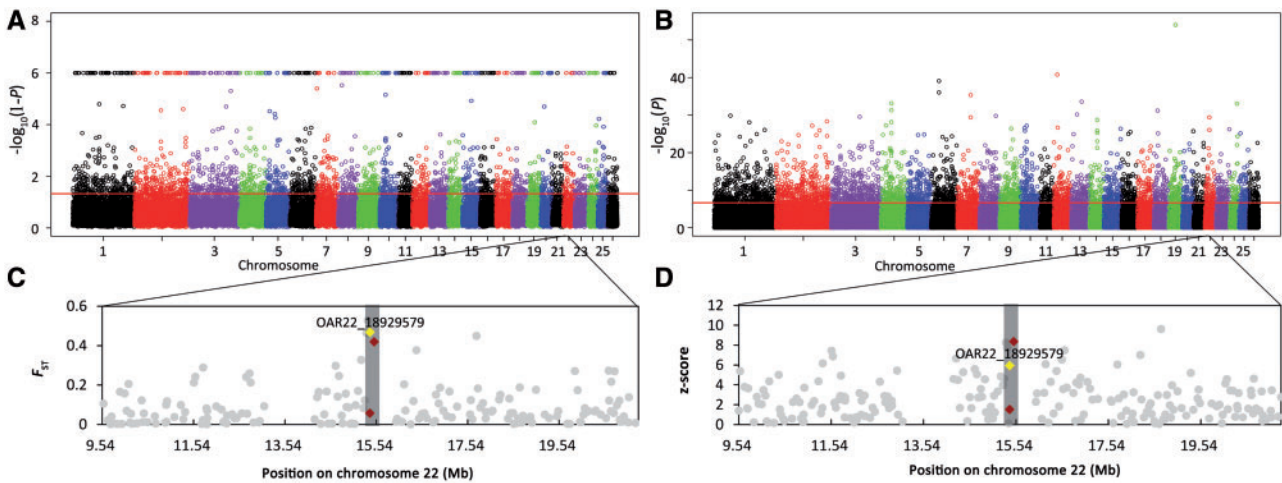 A
-log10(1-P)
8
6
4
2
0
1 3 5 7 9 11 13 15 17 19 21 23 25
Chromosome
B
-log10(P)
40
20
0
1 3 5 7 9 11 13 15 17 19 21 23 25
Chromosome
C
FST
0.6
0.4
0.2
0
OAR22_18929579
9.54 11.54 13.54 15.54 17.54 19.54
Position on chromosome 22 (Mb)
D
z-score
12
10
8
6
4
2
0
OAR22_18929579
9.54 11.54 13.54 15.54 17.54 19.54
Position on chromosome 22 (Mb)